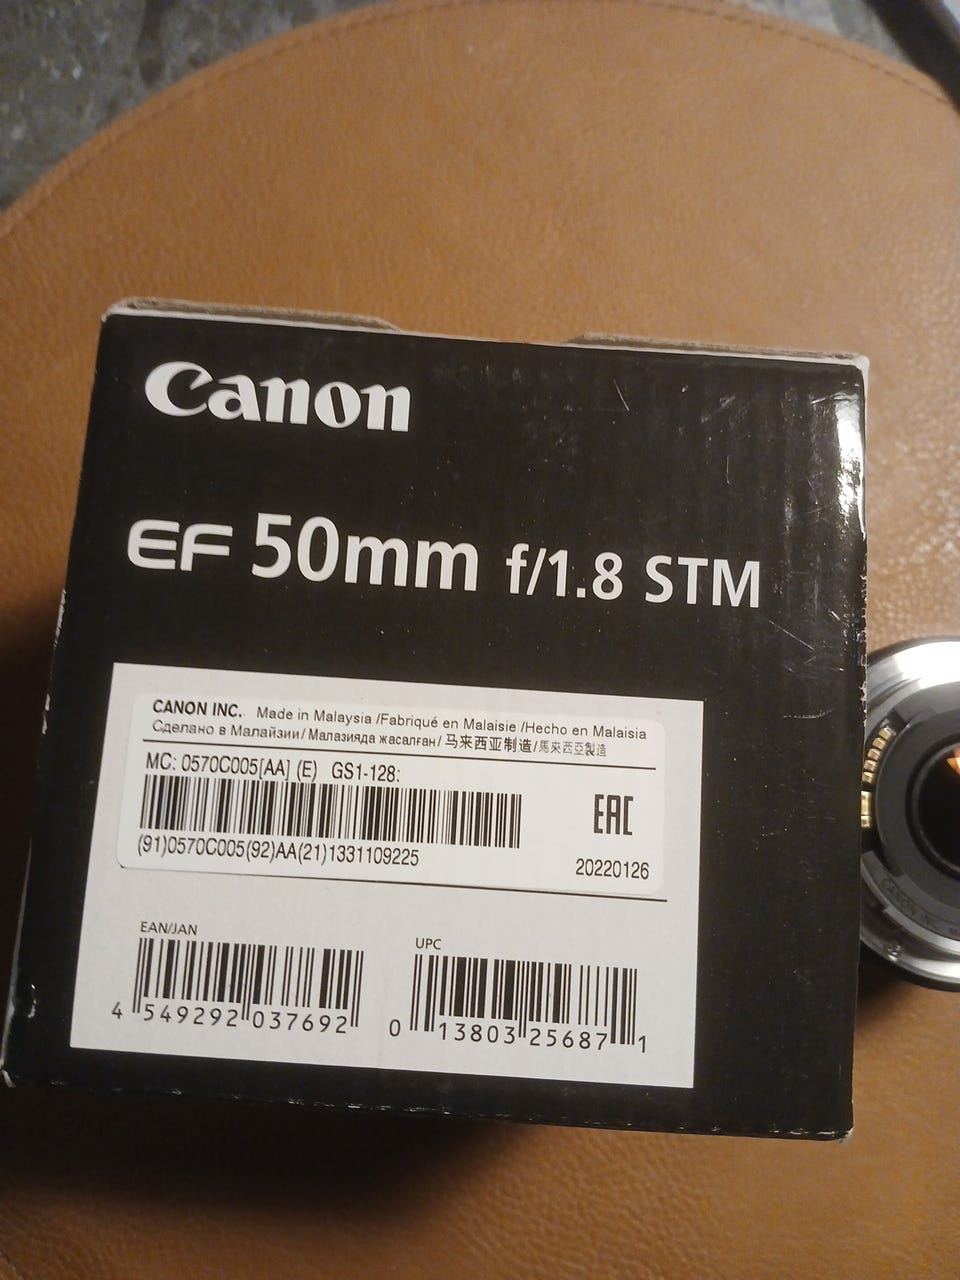 Canon
EF 50mm f/1.8 STM
CANON INC. Made in Malaysia /Fabriqué en Malaisie /Hecho en Malaisia
Сделано в Малайзии/ Малазияда жасалған/ 马来西亚制造/ 馬來西亞製造
MC: 0570C005[AA] (E) GS1-128:
EAC
(91)0570C005(92)AA(21)1331109225
20220126
EAN/JAN
UPC
4 549292 037692
0 13803 25687 1